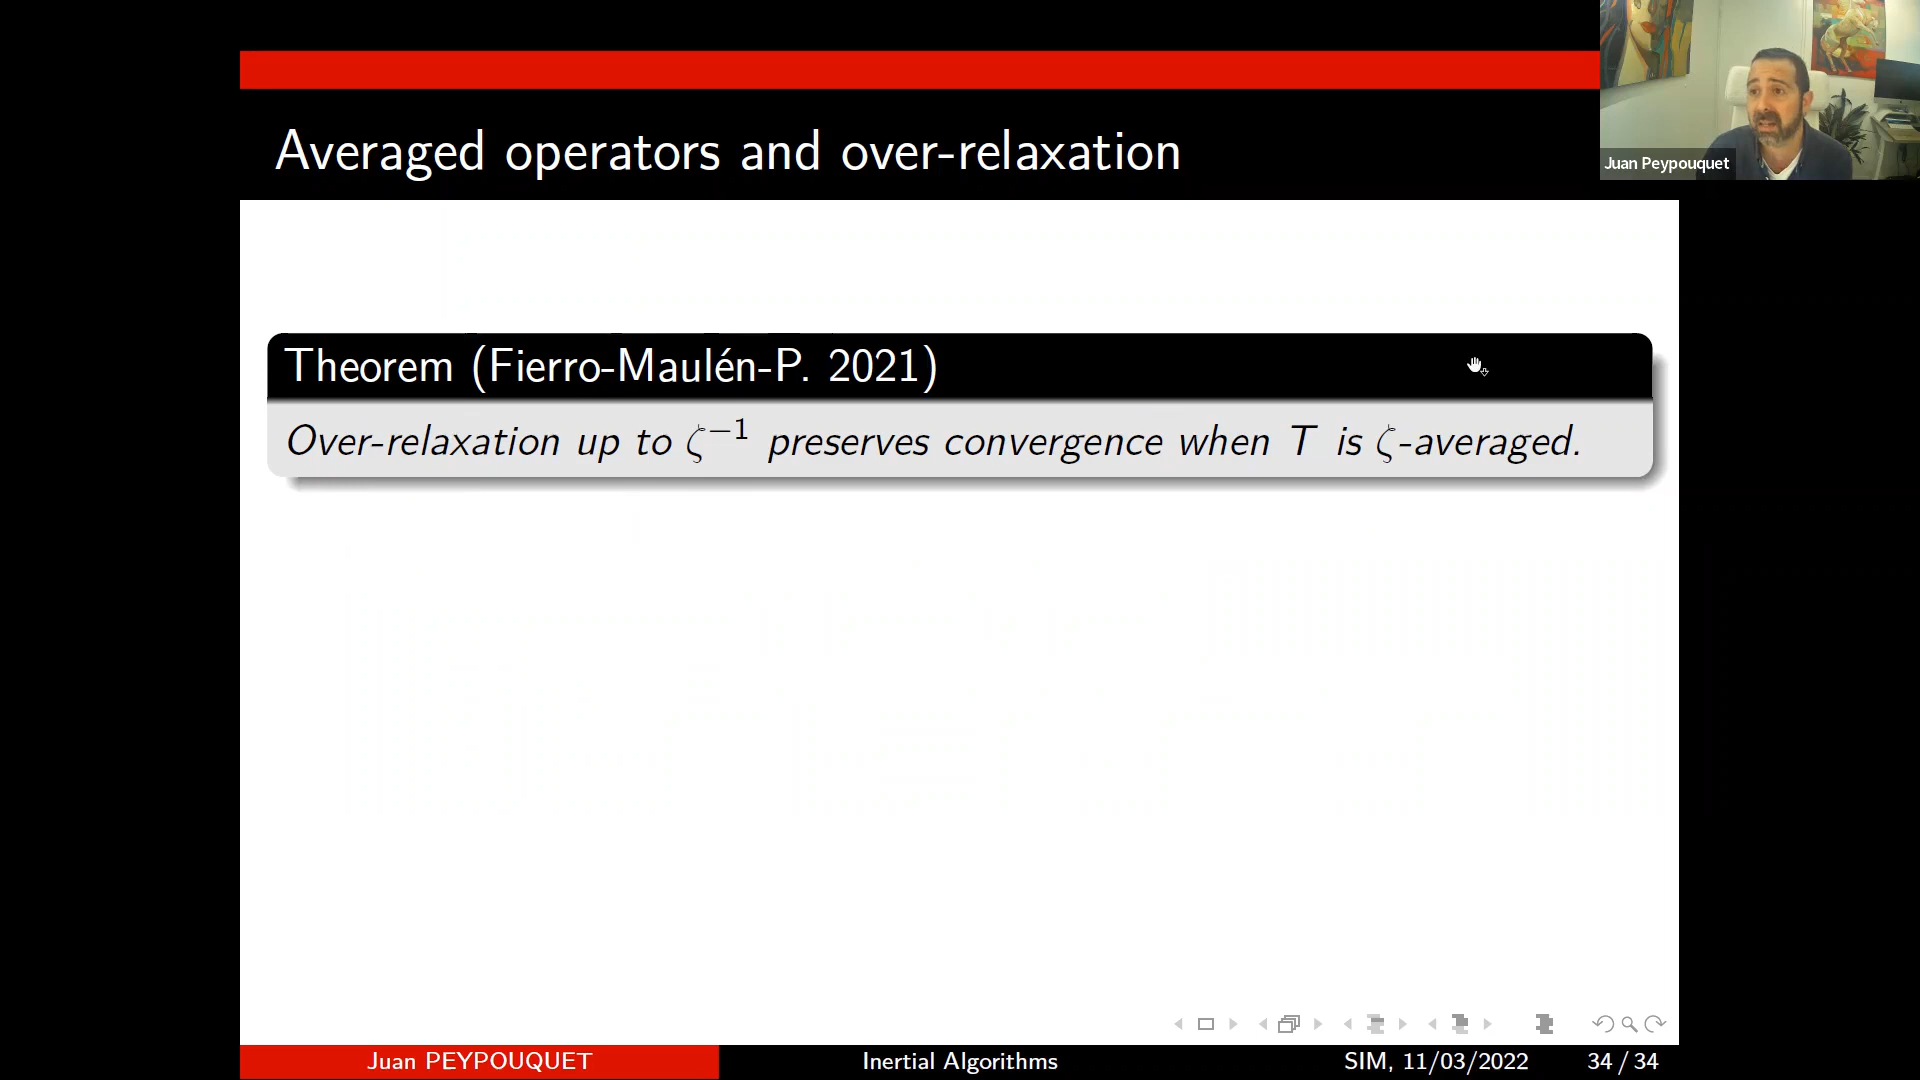 Averaged operators and over-relaxation
Juan Peypouquet
Theorem (Fierro-Maulén-P. 2021)
Over-relaxation up to ζ⁻¹ preserves convergence when T is ζ-averaged.
Juan PEYPOUQUET Inertial Algorithms SIM, 11/03/2022 34 / 34